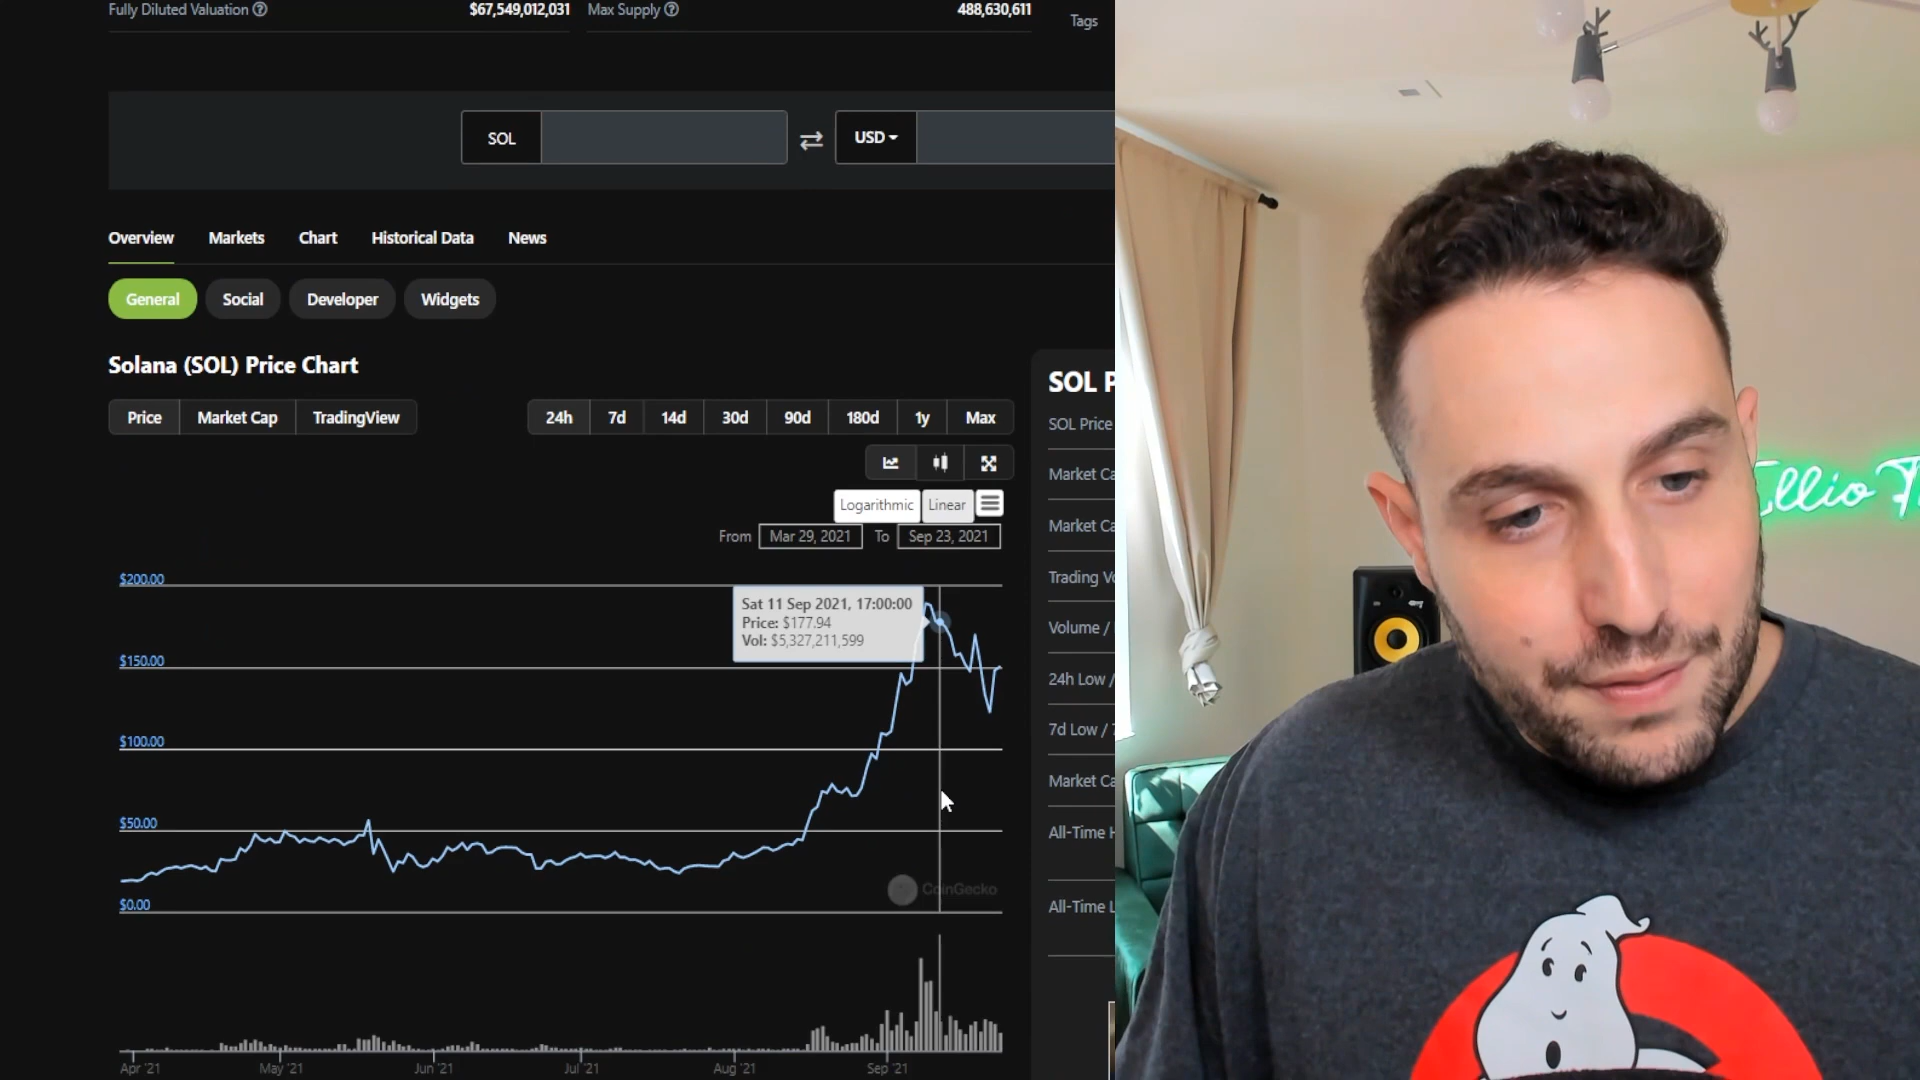 Fully Diluted Valuation
$67,549,012,031
Max Supply
488,630,611
Tags
SOL
USD
Overview
Markets
Chart
Historical Data
News
General
Social
Developer
Widgets
Solana (SOL) Price Chart
Price
Market Cap
TradingView
24h
7d
14d
30d
90d
180d
1y
Max
Logarithmic
Linear
From
Mar 29, 2021
To
Sep 23, 2021
$200.00
$150.00
$100.00
$50.00
$0.00
Sat 11 Sep 2021, 17:00:00
Price: $177.94
Vol: $5,327,211,599
CoinGecko
Apr '21
May '21
Jun '21
Jul '21
Aug '21
Sep '21
SOL P
SOL Price
Market Ca
Market Ca
Trading Vo
Volume /
24h Low /
7d Low / 7
Market Ca
All-Time H
All-Time L
Ellio T